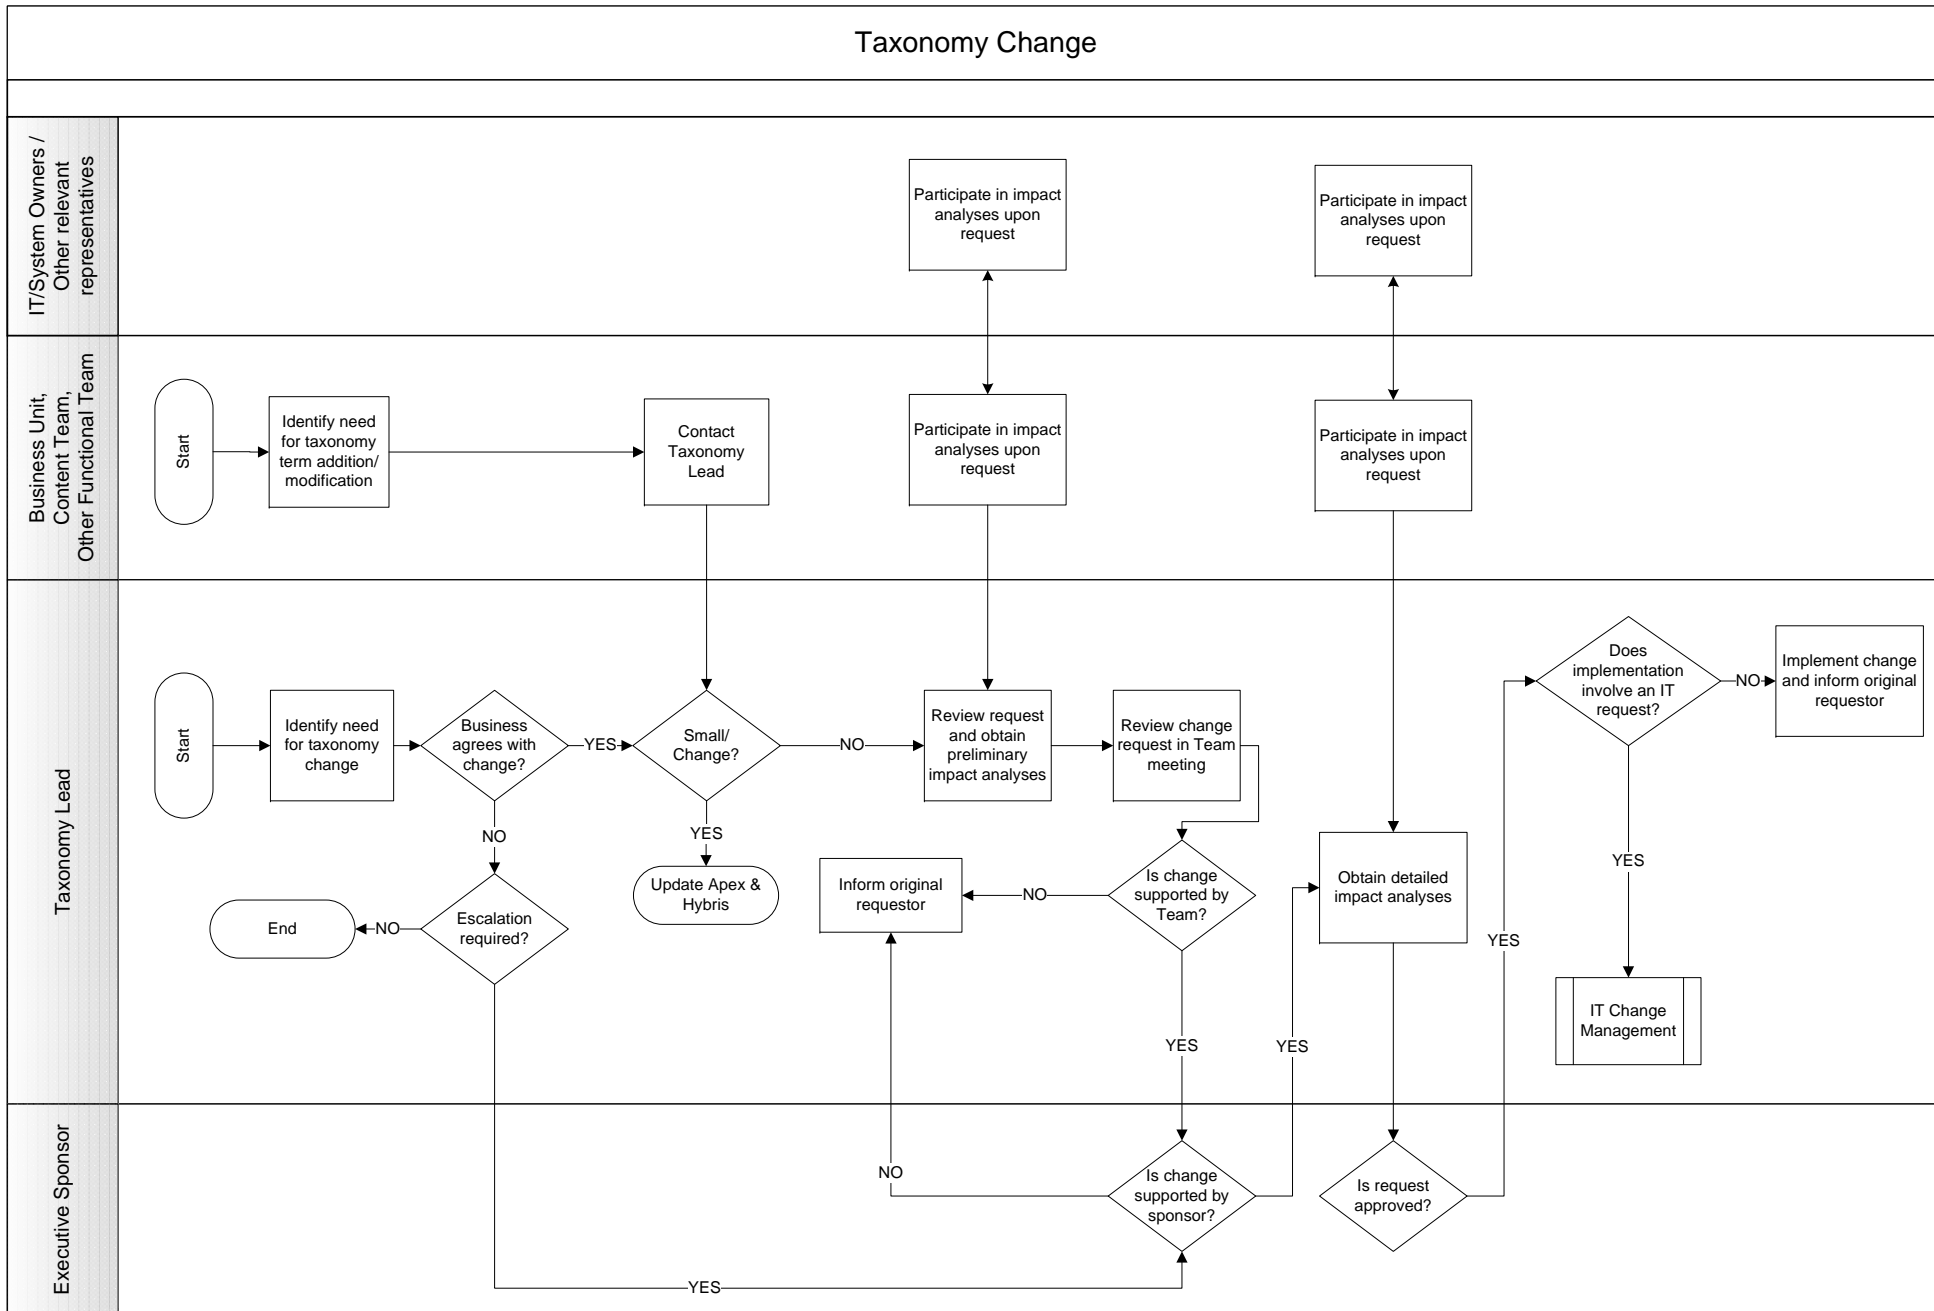 Taxonomy Change
IT/System Owners /
Other relevant
representatives
Participate in impact
analyses upon
request
Participate in impact
analyses upon
request
Business Unit,
Content Team,
Other Functional Team
Start
Identify need
for taxonomy
term addition/
modification
Contact
Taxonomy
Lead
Participate in impact
analyses upon
request
Participate in impact
analyses upon
request
Taxonomy Lead
Start
Identify need
for taxonomy
change
Business
agrees with
change?
YES
Small/
Change?
NO
Review request
and obtain
preliminary
impact analyses
Review change
request in Team
meeting
Does
implementation
involve an IT
request?
NO
Implement change
and inform original
requestor
NO
YES
End
NO
Escalation
required?
Update Apex &
Hybris
Inform original
requestor
NO
Is change
supported by
Team?
Obtain detailed
impact analyses
YES
YES
IT Change
Management
YES
YES
Executive Sponsor
NO
Is change
supported by
sponsor?
Is request
approved?
YES